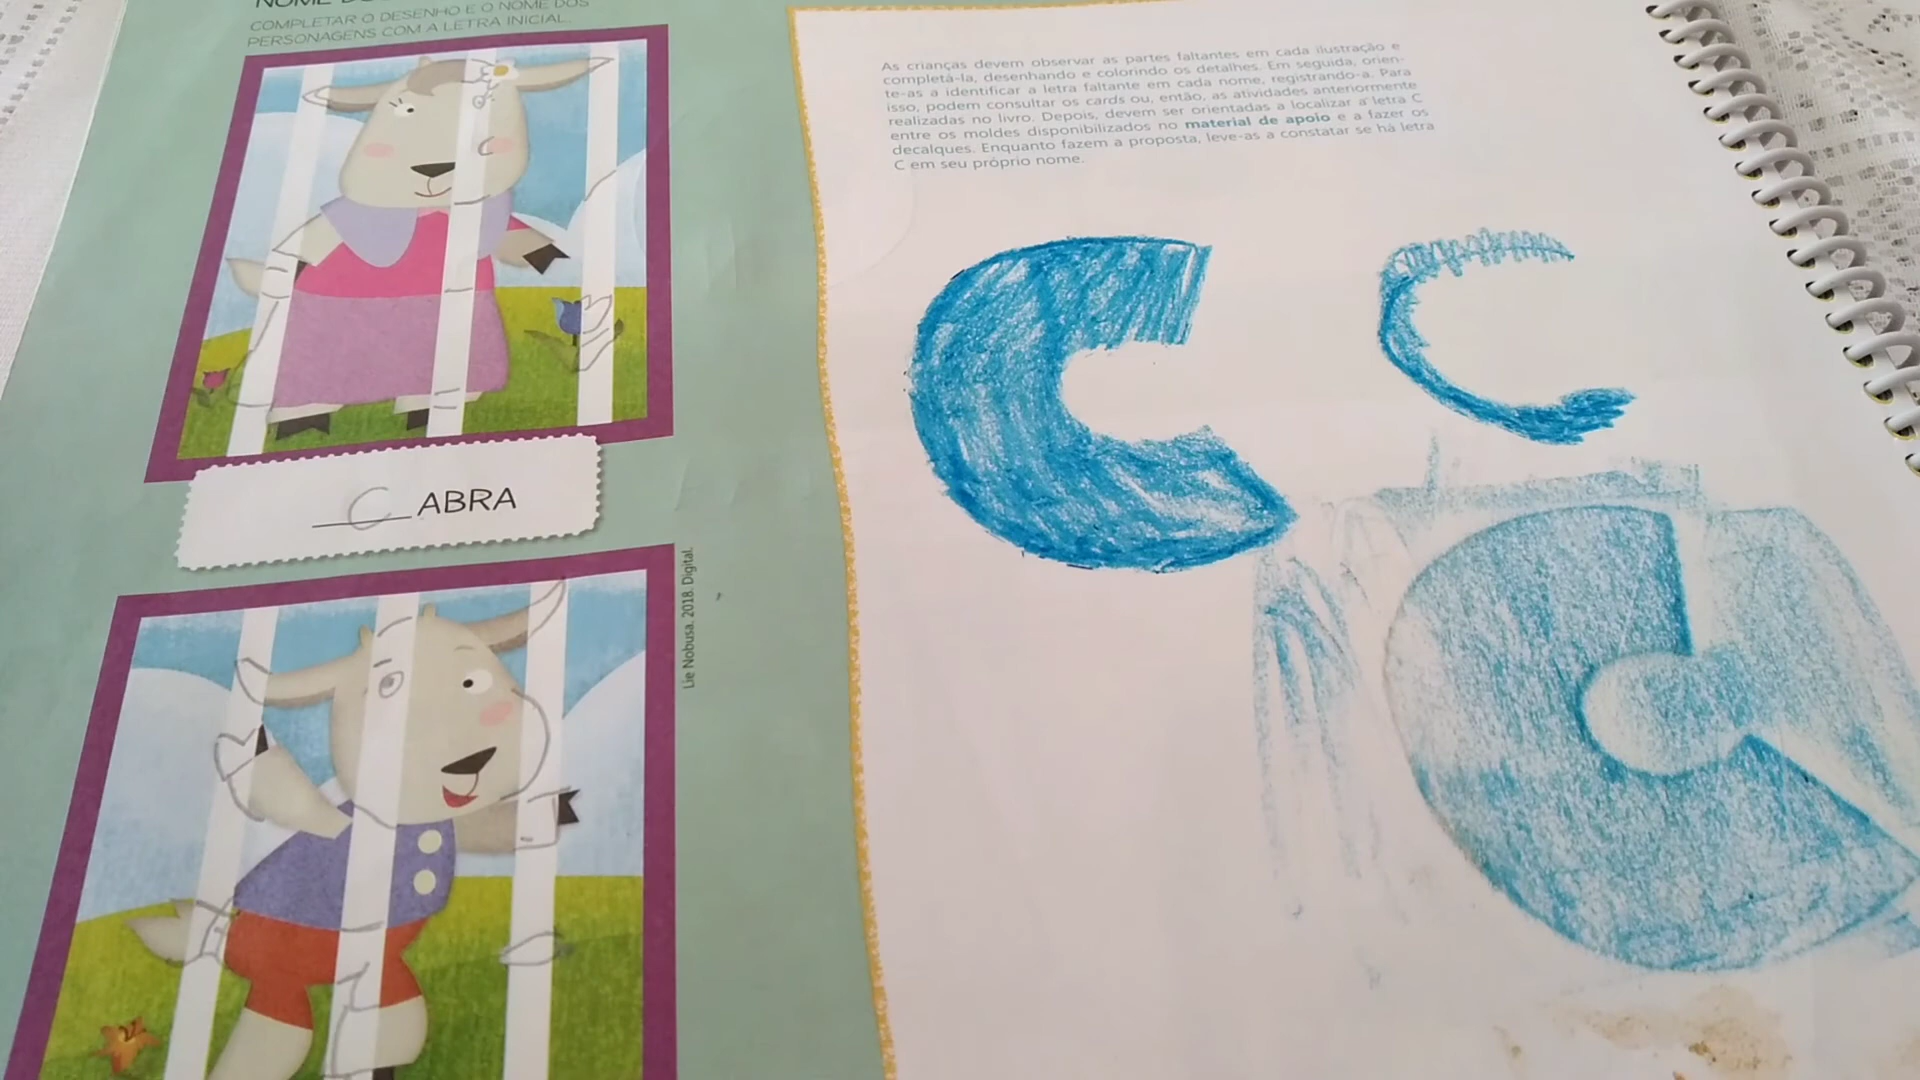 COMPLETAR O DESENHO E O NOME DOS
PERSONAGENS COM A LETRA INICIAL.
C ABRA
Lie Nobusa. 2018. Digital.
As crianças devem observar as partes faltantes em cada ilustração e
completá-la, desenhando e colorindo os detalhes. Em seguida, orien-
te-as a identificar a letra faltante em cada nome, registrando-a. Para
isso, podem consultar os cards ou, então, as atividades anteriormente
realizadas no livro. Depois, devem ser orientadas a localizar a letra C
entre os moldes disponibilizados no material de apoio e a fazer os
decalques. Enquanto fazem a proposta, leve-as a constatar se há letra
C em seu próprio nome.
C C
C